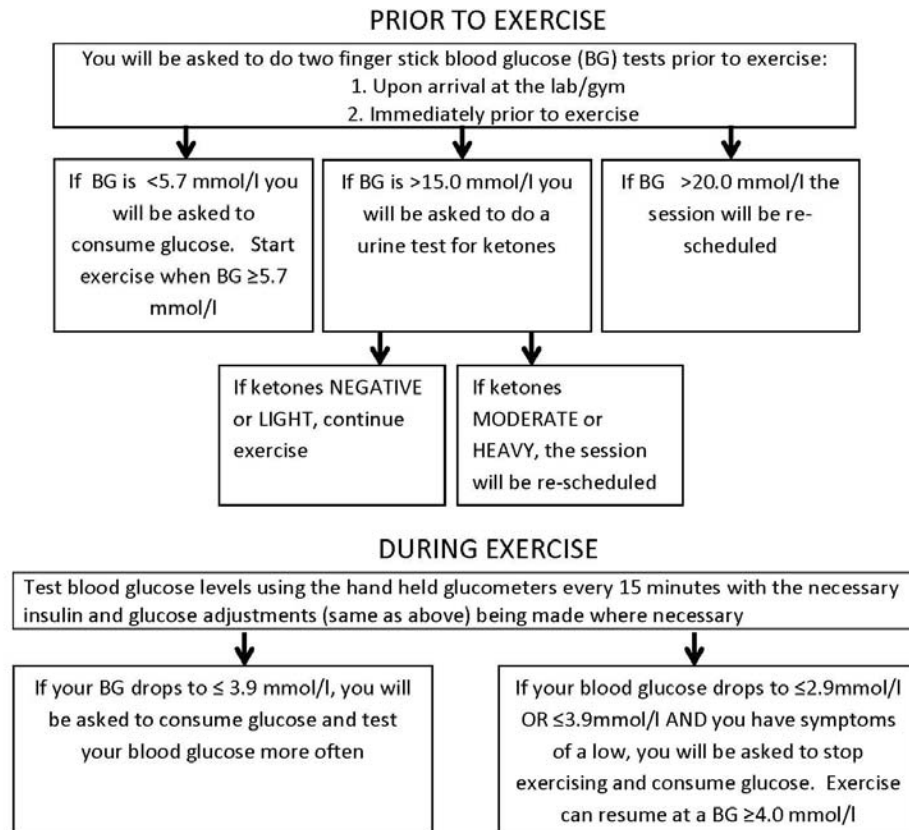 PRIOR TO EXERCISE
You will be asked to do two finger stick blood glucose (BG) tests prior to exercise:
1. Upon arrival at the lab/gym
2. Immediately prior to exercise
If BG is <5.7 mmol/l you
will be asked to
consume glucose. Start
exercise when BG ≥5.7
mmol/l
If BG is >15.0 mmol/l you
will be asked to do a
urine test for ketones
If BG >20.0 mmol/l the
session will be re-
scheduled
If ketones NEGATIVE
or LIGHT, continue
exercise
If ketones
MODERATE or
HEAVY, the session
will be re-scheduled
DURING EXERCISE
Test blood glucose levels using the hand held glucometers every 15 minutes with the necessary
insulin and glucose adjustments (same as above) being made where necessary
If your BG drops to ≤ 3.9 mmol/l, you will
be asked to consume glucose and test
your blood glucose more often
If your blood glucose drops to ≤2.9mmol/l
OR ≤3.9mmol/l AND you have symptoms
of a low, you will be asked to stop
exercising and consume glucose. Exercise
can resume at a BG ≥4.0 mmol/l